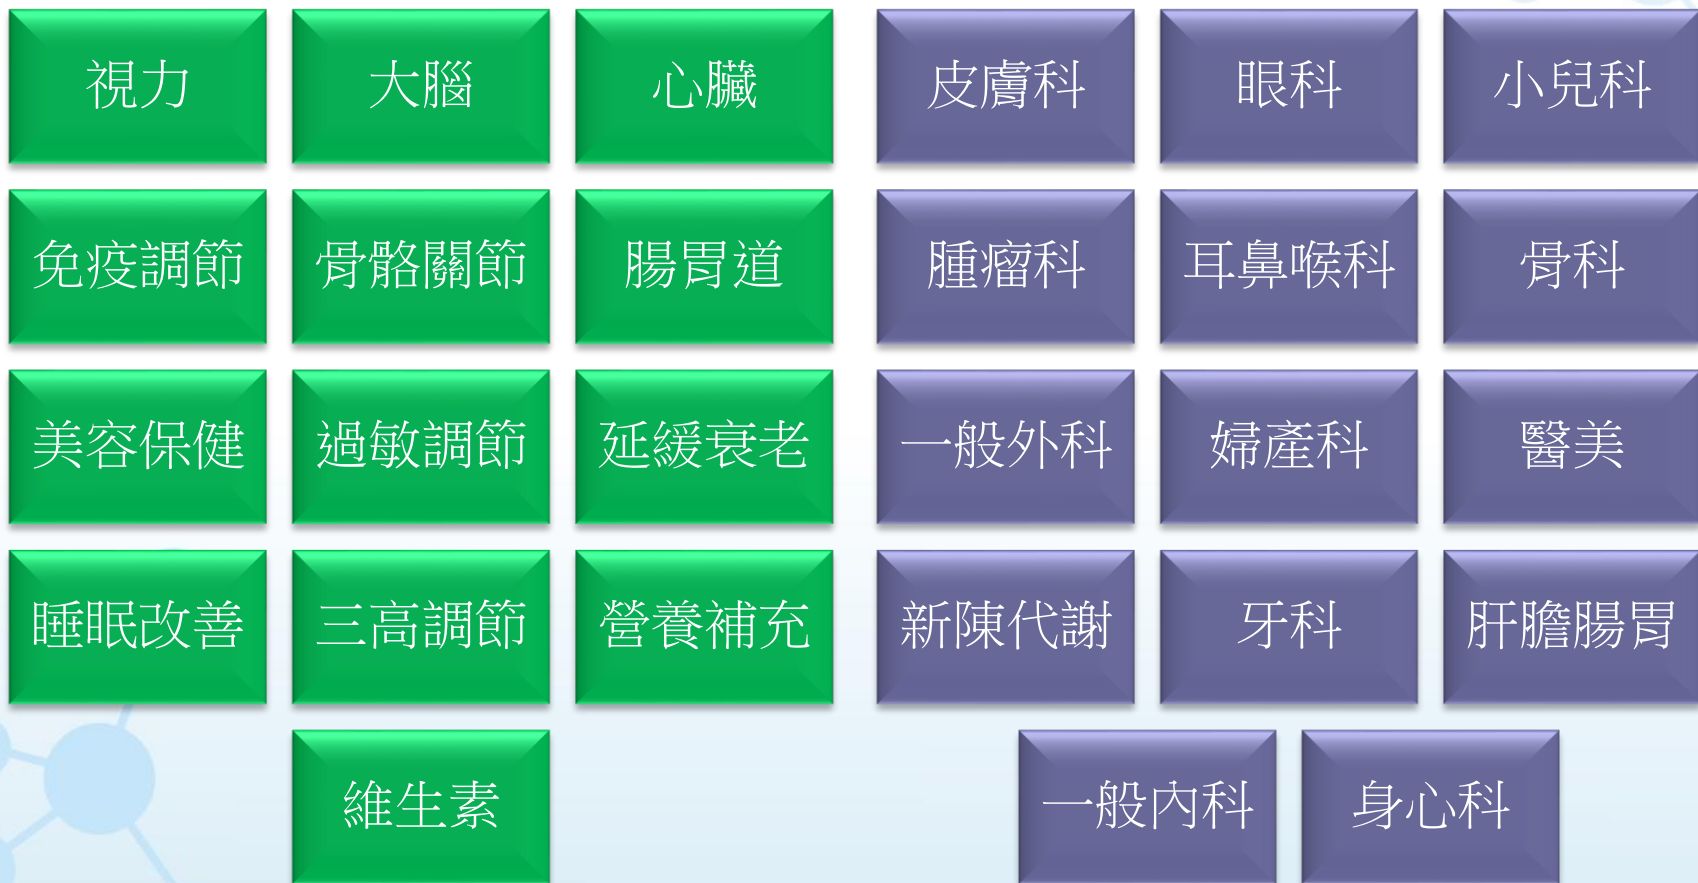 視力
大腦
心臟
免疫調節
骨骼關節
腸胃道
美容保健
過敏調節
延緩衰老
睡眠改善
三高調節
營養補充
維生素
皮膚科
眼科
小兒科
腫瘤科
耳鼻喉科
骨科
一般外科
婦產科
醫美
新陳代謝
牙科
肝膽腸胃
一般內科
身心科